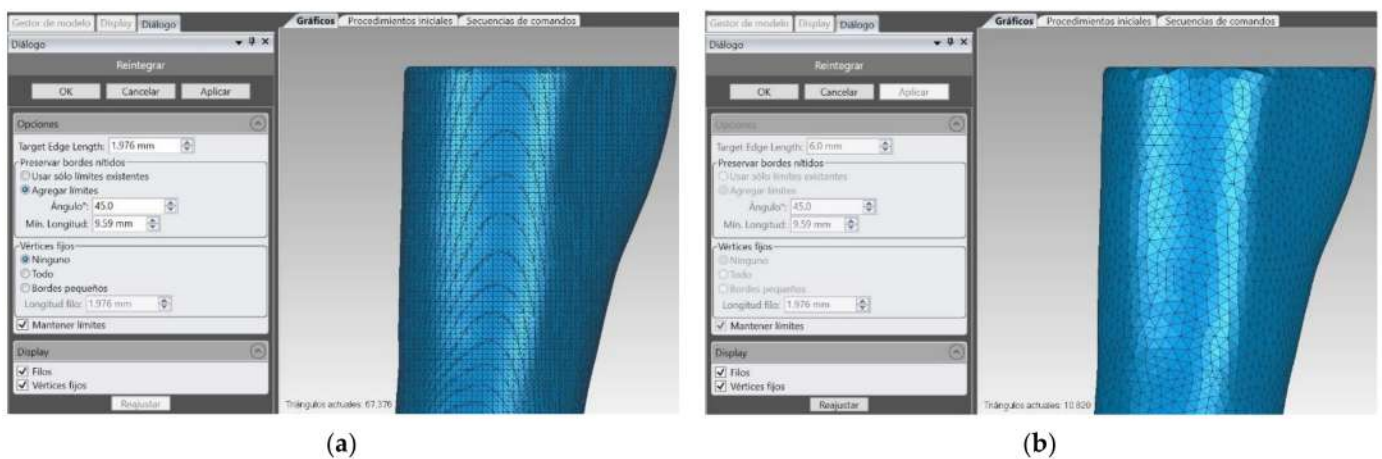 Gestor de modelo Display Diálogo
Diálogo
Reintegrar
OK Cancelar Aplicar
Opciones
Target Edge Length: 1.976 mm
Preservar bordes nítidos
Usar sólo límites existentes
Agregar límites
Ángulo°: 45.0
Mín. Longitud: 9.59 mm
Vértices fijos
Ninguno
Todo
Bordes pequeños
Longitud filo: 1.976 mm
Mantener límites
Display
Filos
Vértices fijos
Reajustar
Gráficos Procedimientos iniciales Secuencias de comandos
Triángulos actuales: 67,376
(a)
Gestor de modelo Display Diálogo
Diálogo
Reintegrar
OK Cancelar Aplicar
Opciones
Target Edge Length: 6.0 mm
Preservar bordes nítidos
Usar sólo límites existentes
Agregar límites
Ángulo°: 45.0
Mín. Longitud: 9.59 mm
Vértices fijos
Ninguno
Todo
Bordes pequeños
Longitud filo: 1.976 mm
Mantener límites
Display
Filos
Vértices fijos
Reajustar
Gráficos Procedimientos iniciales Secuencias de comandos
Triángulos actuales: 10,820
(b)